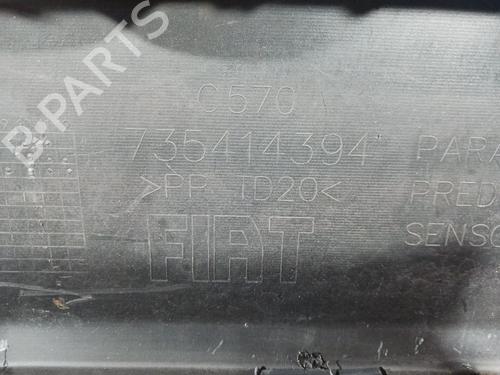 B-PARTS
C570
735414394
>PP TD20<
FIAT
PARA
PRED
SENSO